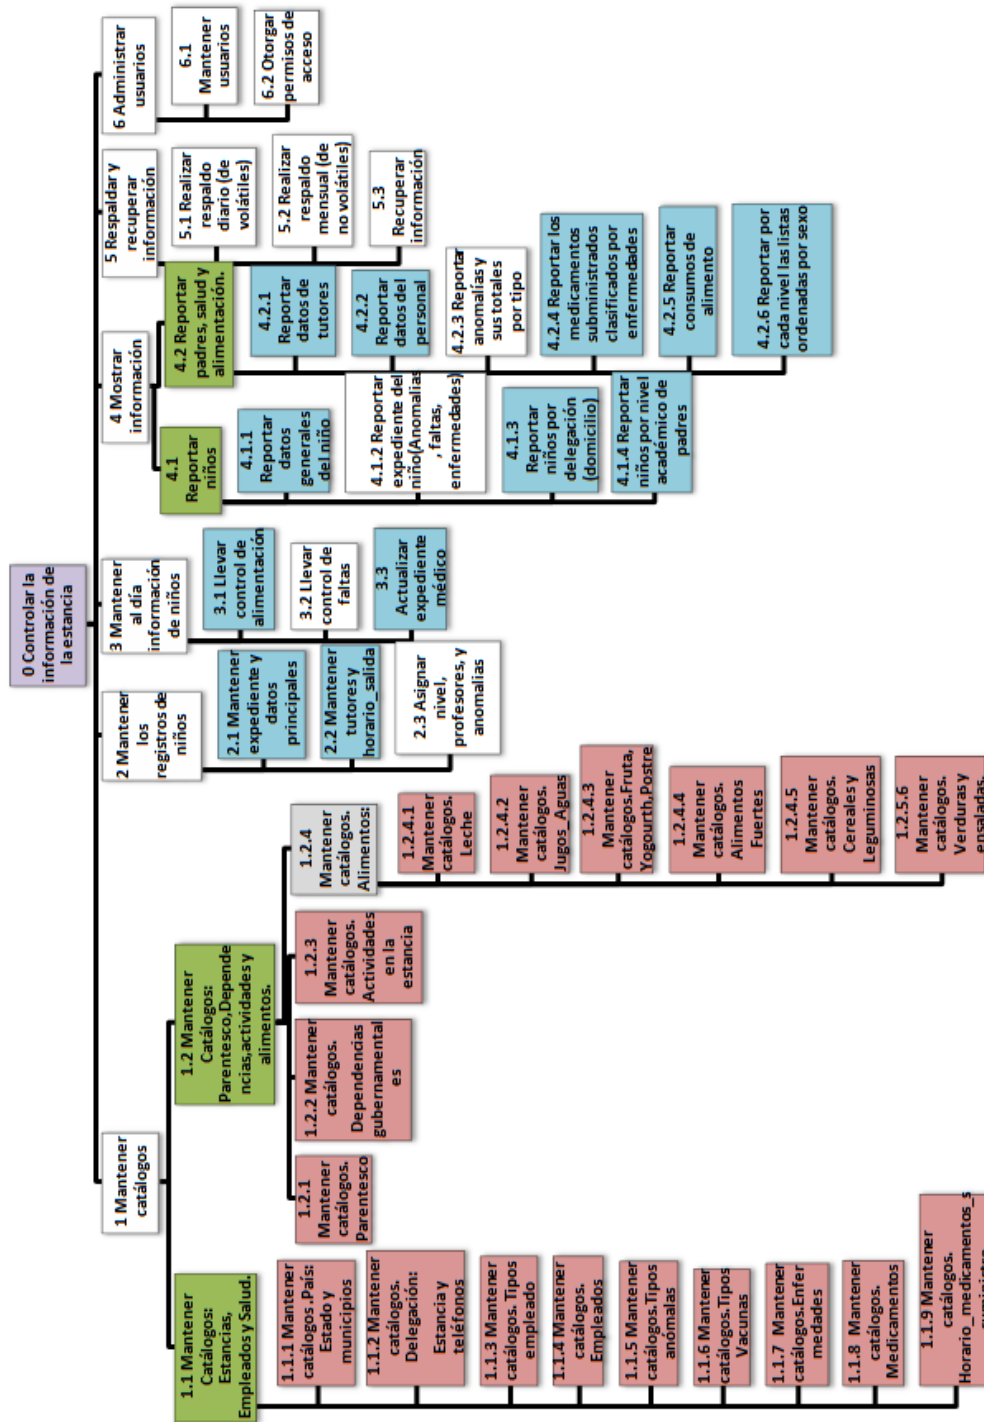 0 Controlar la
información de
la estancia
1 Mantener
catálogos
1.1 Mantener
Catálogos:
Estancias,
Empleados y Salud.
1.1.1 Mantener
catálogos.País:
Estado y
municipios
1.1.2 Mantener
catálogos.
Delegación:
Estancia y
teléfonos
1.1.3 Mantener
catálogos. Tipos
empleado
1.1.4 Mantener
catálogos.
Empleados
1.1.5 Mantener
catálogos.Tipos
anómalas
1.1.6 Mantener
catálogos.Tipos
Vacunas
1.1.7 Mantener
catálogos.Enfer
medades
1.1.8 Mantener
catálogos.
Medicamentos
1.1.9 Mantener
catálogos.
Horario_medicamentos_s
1.2 Mantener
Catálogos:
Parentesco,Depende
ncias,actividades y
alimentos.
1.2.1
Mantener
catálogos.
Parentesco
1.2.2 Mantener
catálogos.
Dependencias
gubernamental
es
1.2.3
Mantener
catálogos.
Actividades
en la
estancia
1.2.4
Mantener
catálogos.
Alimentos:
1.2.4.1
Mantener
catálogos.
Leche
1.2.4.2
Mantener
catálogos.
Jugos_Aguas
1.2.4.3
Mantener
catálogos.Fruta,
Yogourth,Postre
1.2.4.4
Mantener
catálogos.
Alimentos
Fuertes
1.2.4.5
Mantener
catálogos.
Cereales y
Leguminosas
1.2.5.6
Mantener
catálogos.
Verduras y
ensaladas.
2 Mantener
los
registros de
niños
2.1 Mantener
expediente y
datos
principales
2.2 Mantener
tutores y
horario_salida
2.3 Asignar
nivel,
profesores, y
anomalias
3 Mantener
al día
información
de niños
3.1 Llevar
control de
alimentación
3.2 Llevar
control de
faltas
3.3
Actualizar
expediente
médico
4 Mostrar
información
4.1
Reportar
niños
4.1.1
Reportar
datos
generales
del niño
4.1.2 Reportar
expediente del
niño(Anomalias
, faltas,
enfermedades)
4.1.3
Reportar
niños por
delegación
(domicilio)
4.1.4 Reportar
niños por nivel
académico de
padres
4.2 Reportar
padres, salud y
alimentación.
4.2.1
Reportar
datos de
tutores
4.2.2
Reportar
datos del
personal
4.2.3 Reportar
anomalías y
sus totales
por tipo
4.2.4 Reportar los
medicamentos
subministrados
clasificados por
enfermedades
4.2.5 Reportar
consumos de
alimento
4.2.6 Reportar por
cada nivel las listas
ordenadas por sexo
5 Respaldar y
recuperar
información
5.1 Realizar
respaldo
diario (de
volátiles)
5.2 Realizar
respaldo
mensual (de
no volátiles)
5.3
Recuperar
información
6 Administrar
usuarios
6.1
Mantener
usuarios
6.2 Otorgar
permisos de
acceso